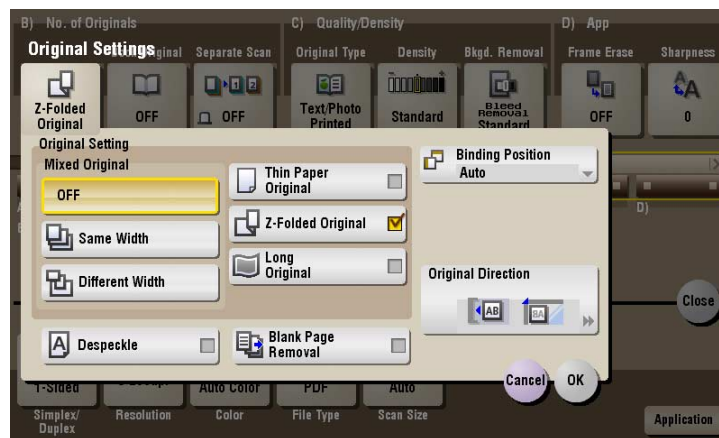 B) No. of Originals
C) Quality/Density
D) App
Original Settings
Separate Scan
Original Type
Density
Bkgd. Removal
Frame Erase
Sharpness
Z-Folded
Original
OFF
OFF
Text/Photo
Printed
Standard
Bleed
Removal
Standard
OFF
0
Original Setting
Mixed Original
OFF
Same Width
Different Width
Thin Paper
Original
Z-Folded Original
Long
Original
Binding Position
Auto
D)
Original Direction
AB
BA
Close
Despeckle
Blank Page
Removal
Cancel
OK
1-Sided
Auto Color
PDF
Auto
Simplex/
Duplex
Resolution
Color
File Type
Scan Size
Application